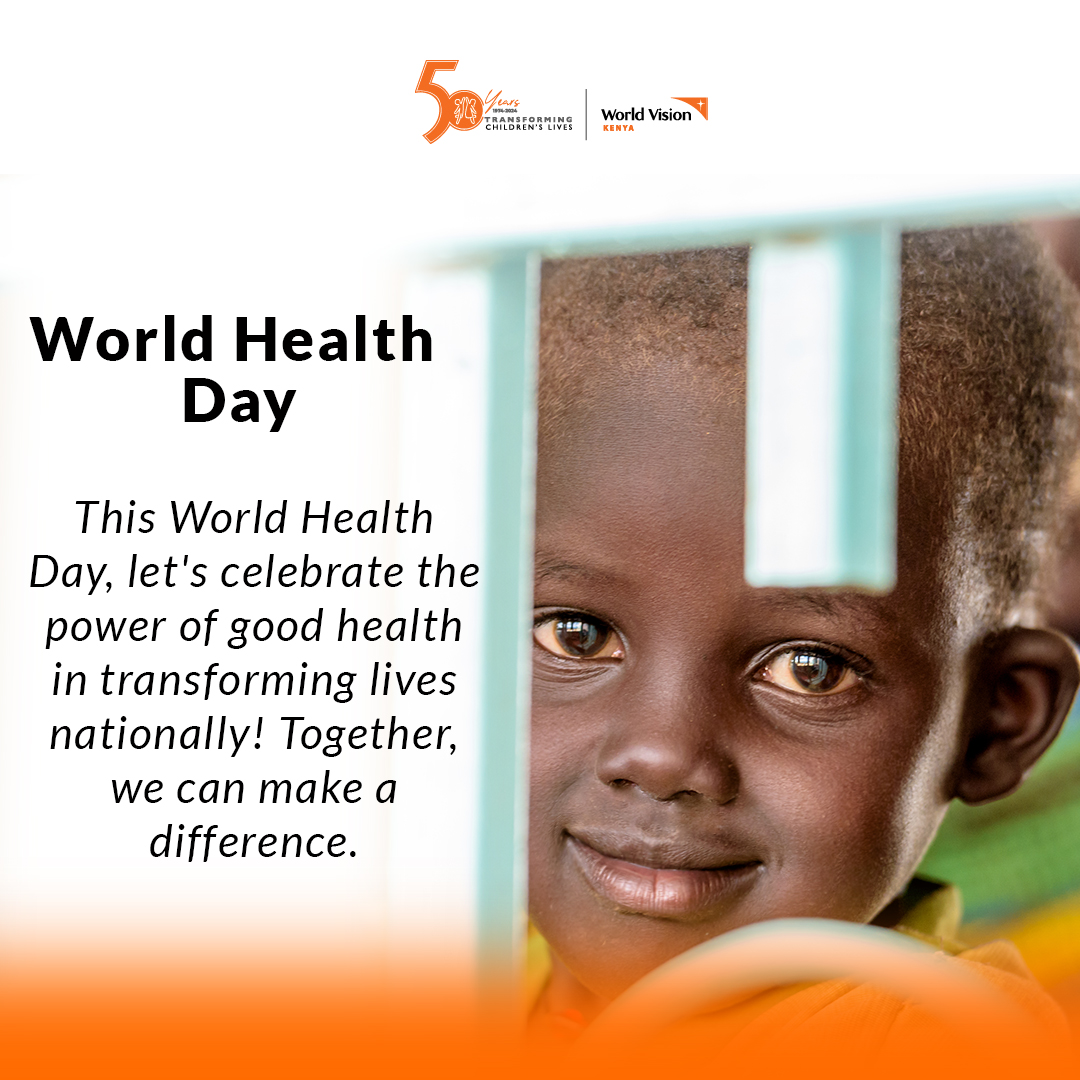 50 Years
1974-2024
TRANSFORMING
CHILDREN'S LIVES
World Vision
KENYA
World Health
Day
This World Health
Day, let's celebrate the
power of good health
in transforming lives
nationally! Together,
we can make a
difference.